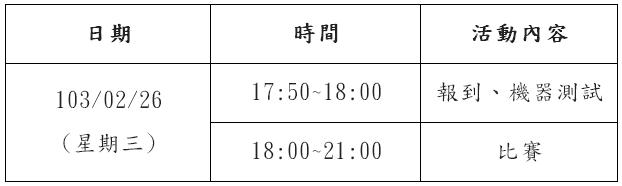 日期 時間 活動內容
103/02/26
(星期三)
17:50~18:00 報到、機器測試
18:00~21:00 比賽